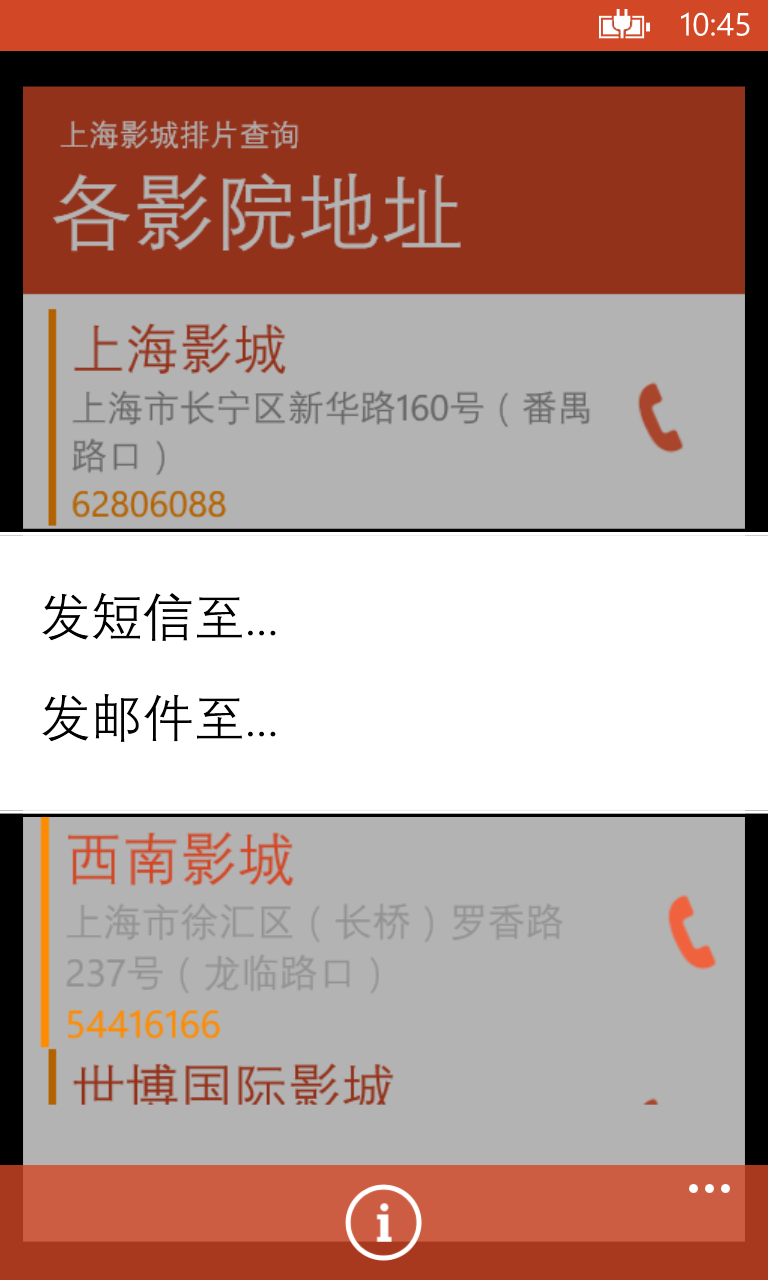 10:45
上海影城排片查询
各影院地址
上海影城
上海市长宁区新华路160号（番禺
路口）
62806088
发短信至...
发邮件至...
西南影城
上海市徐汇区（长桥）罗香路
237号（龙临路口）
54416166
世博国际影城